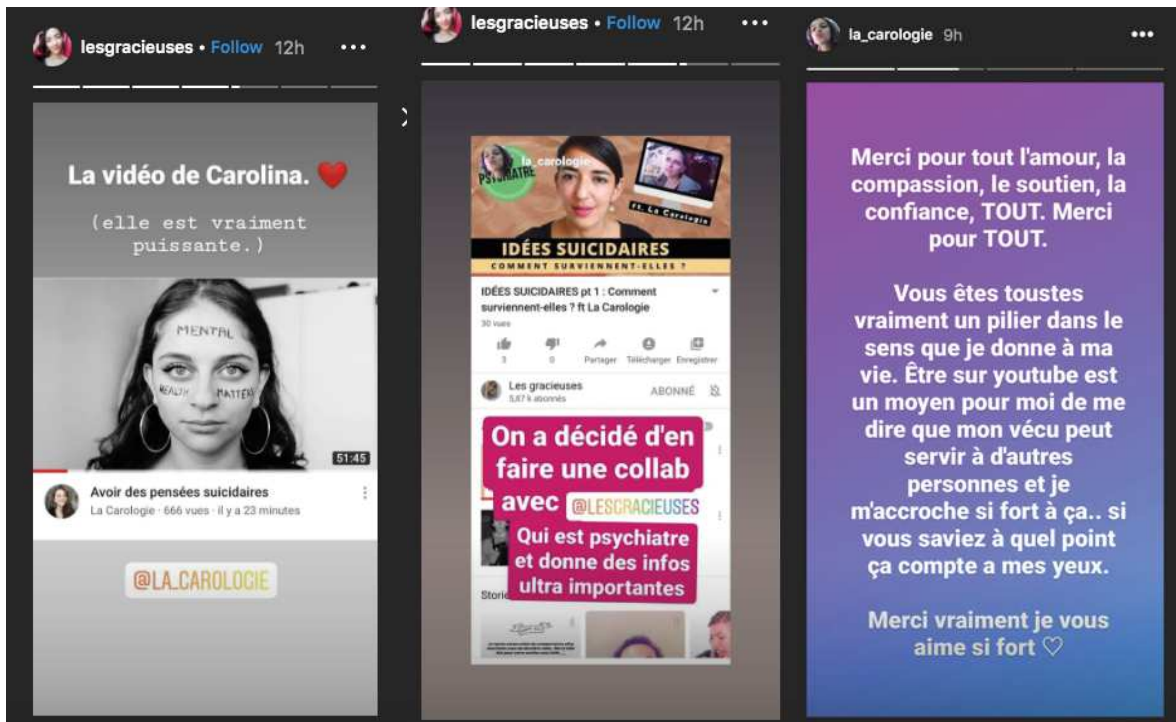 lesgracieuses • Follow 12h
La vidéo de Carolina.
(elle est vraiment
puissante.)
MENTAL
HEALTH MATTERS
51:45
Avoir des pensées suicidaires
La Carologie · 666 vues · il y a 23 minutes
@LA_CAROLOGIE
lesgracieuses • Follow 12h
la_carologie
PSYCHIATRE
ft. La Carologie
IDÉES SUICIDAIRES
COMMENT SURVIENNENT-ELLES ?
IDÉES SUICIDAIRES pt 1 : Comment
surviennent-elles ? ft La Carologie
30 vues
3 0 Partager Télécharger Enregistrer
Les gracieuses
5,87 k abonnés
ABONNÉ
On a décidé d'en
faire une collab
avec @LESGRACIEUSES
Qui est psychiatre
et donne des infos
ultra importantes
Storie
la_carologie 9h
Merci pour tout l'amour, la
compassion, le soutien, la
confiance, TOUT. Merci
pour TOUT.
Vous êtes toustes
vraiment un pilier dans le
sens que je donne à ma
vie. Être sur youtube est
un moyen pour moi de me
dire que mon vécu peut
servir à d'autres
personnes et je
m'accroche si fort à ça.. si
vous saviez à quel point
ça compte a mes yeux.
Merci vraiment je vous
aime si fort ♡